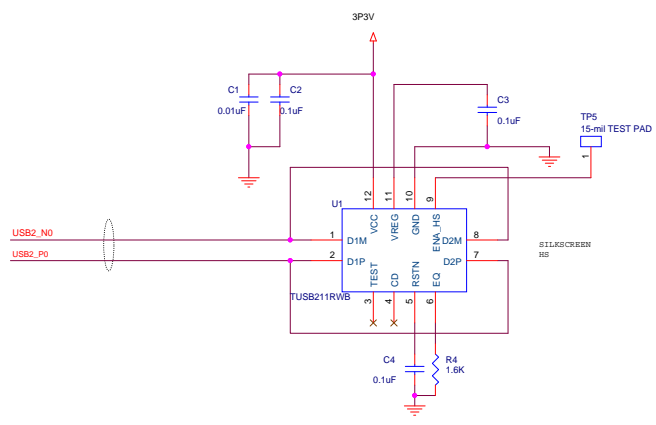 3P3V
C1
0.01uF
C2
0.1uF
C3
0.1uF
TP5
15-mil TEST PAD
1
12
11
10
9
U1
VCC
VREG
GND
ENA_HS
USB2_N0
1
D1M
D2M
8
USB2_P0
2
D1P
D2P
7
SILKSCREEN
HS
TEST
CD
RSTN
EQ
TUSB211RWB
3
4
5
6
C4
0.1uF
R4
1.6K